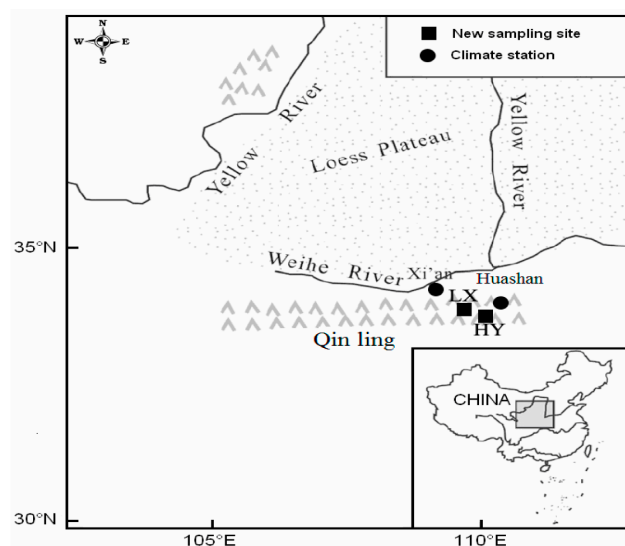 N
W E
S
New sampling site
Climate station
Yellow River
Loess Plateau
Yellow River
35°N
Weihe River
Xi'an
Huashan
LX
HY
Qin ling
CHINA
30°N
105°E
110°E